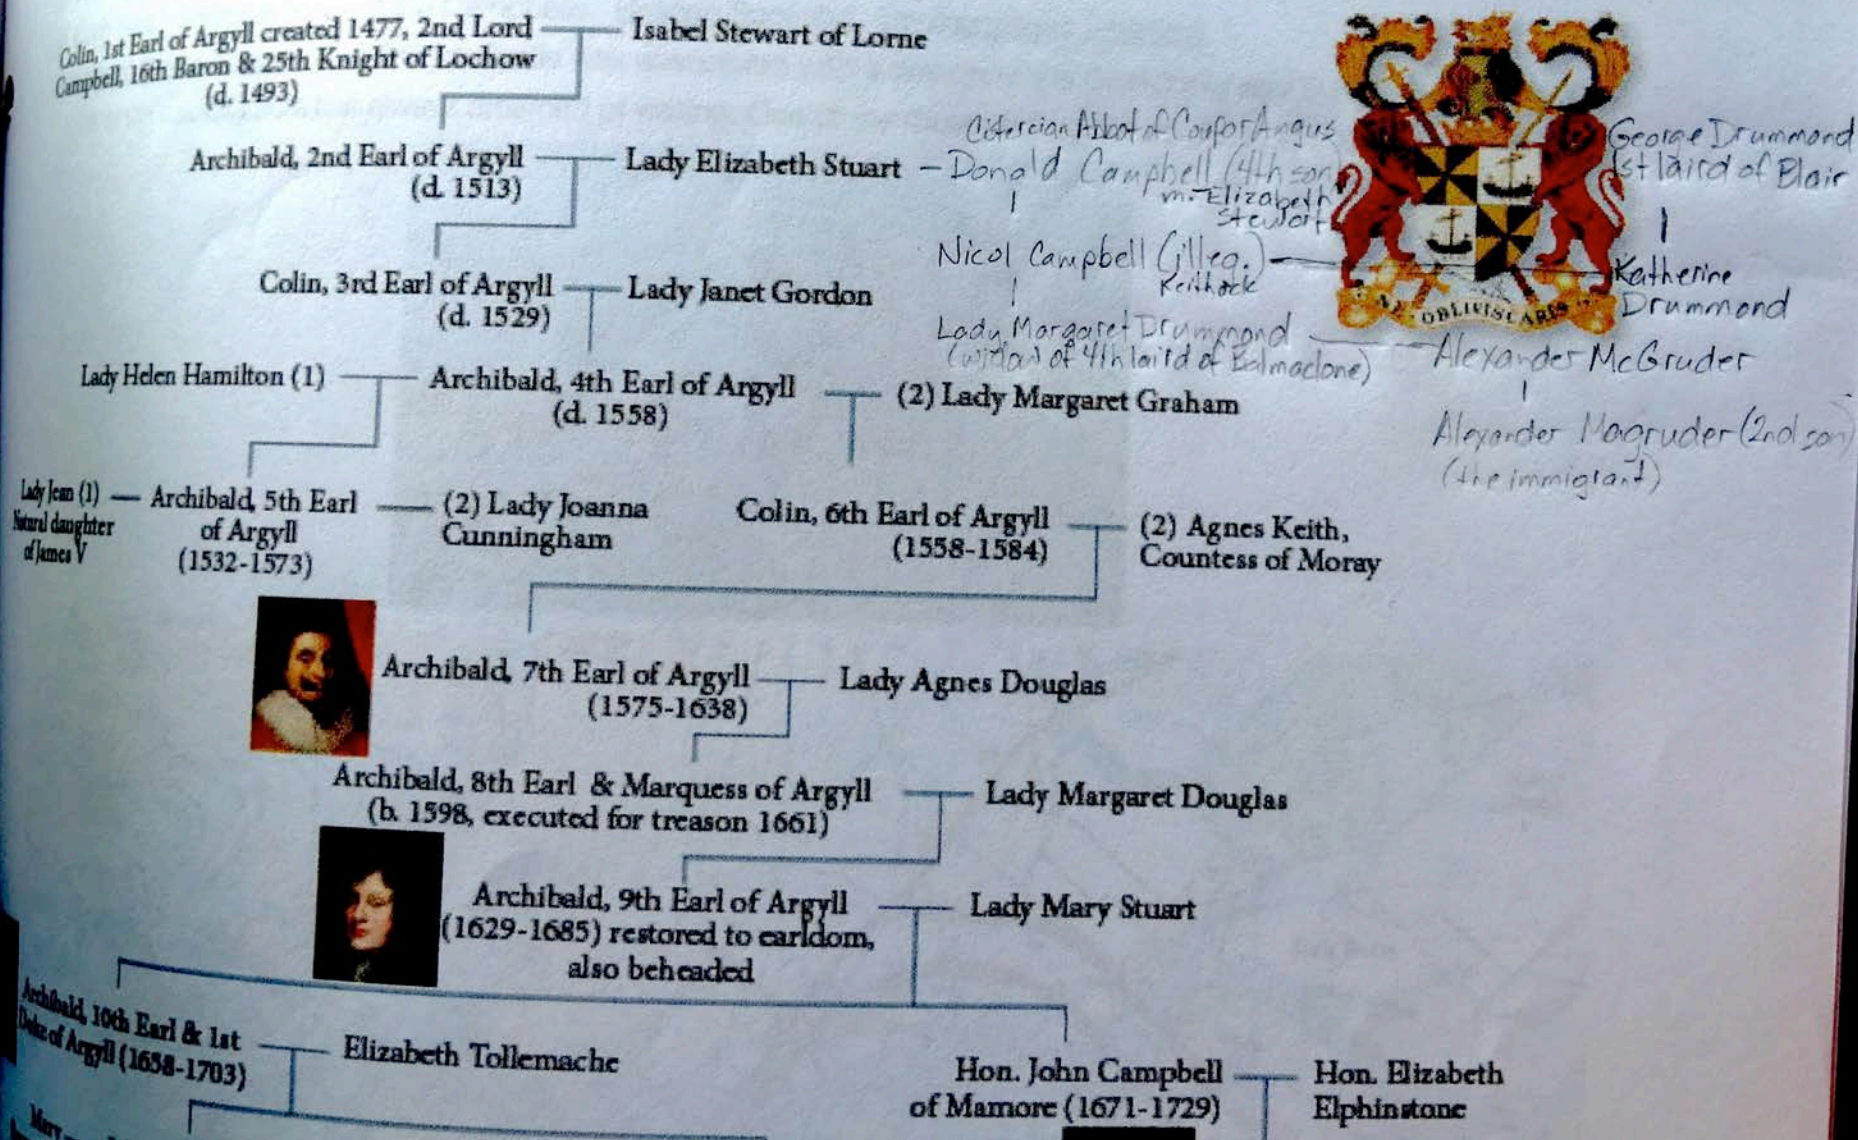 Colin, 1st Earl of Argyll created 1477, 2nd Lord
Campbell, 16th Baron & 25th Knight of Lochow
(d. 1493)
Isabel Stewart of Lorne
Cistercian Abbot of Coupor Angus
Archibald, 2nd Earl of Argyll
(d. 1513)
Lady Elizabeth Stuart
– Donald Campbell (4th son)
m. Elizabeth
Stewart
George Drummond
1st laird of Blair
Nicol Campbell (illeg.)
Keithock
Katherine
Drummond
NE OBLIVISCARIS
Colin, 3rd Earl of Argyll
(d. 1529)
Lady Janet Gordon
Lady Margaret Drummond
(widow of 4th laird of Balmaclone)
Alexander McGruder
Alexander Magruder (2nd son)
(the immigrant)
Lady Helen Hamilton (1)
Archibald, 4th Earl of Argyll
(d. 1558)
(2) Lady Margaret Graham
Lady Jean (1)
Natural daughter
of James V
Archibald, 5th Earl
of Argyll
(1532-1573)
(2) Lady Joanna
Cunningham
Colin, 6th Earl of Argyll
(1558-1584)
(2) Agnes Keith,
Countess of Moray
Archibald, 7th Earl of Argyll
(1575-1638)
Lady Agnes Douglas
Archibald, 8th Earl & Marquess of Argyll
(b. 1598, executed for treason 1661)
Lady Margaret Douglas
Archibald, 9th Earl of Argyll
(1629-1685) restored to earldom,
also beheaded
Lady Mary Stuart
Archibald, 10th Earl & 1st
Duke of Argyll (1658-1703)
Elizabeth Tollemache
Hon. John Campbell
of Mamore (1671-1729)
Hon. Elizabeth
Elphinstone
Mary